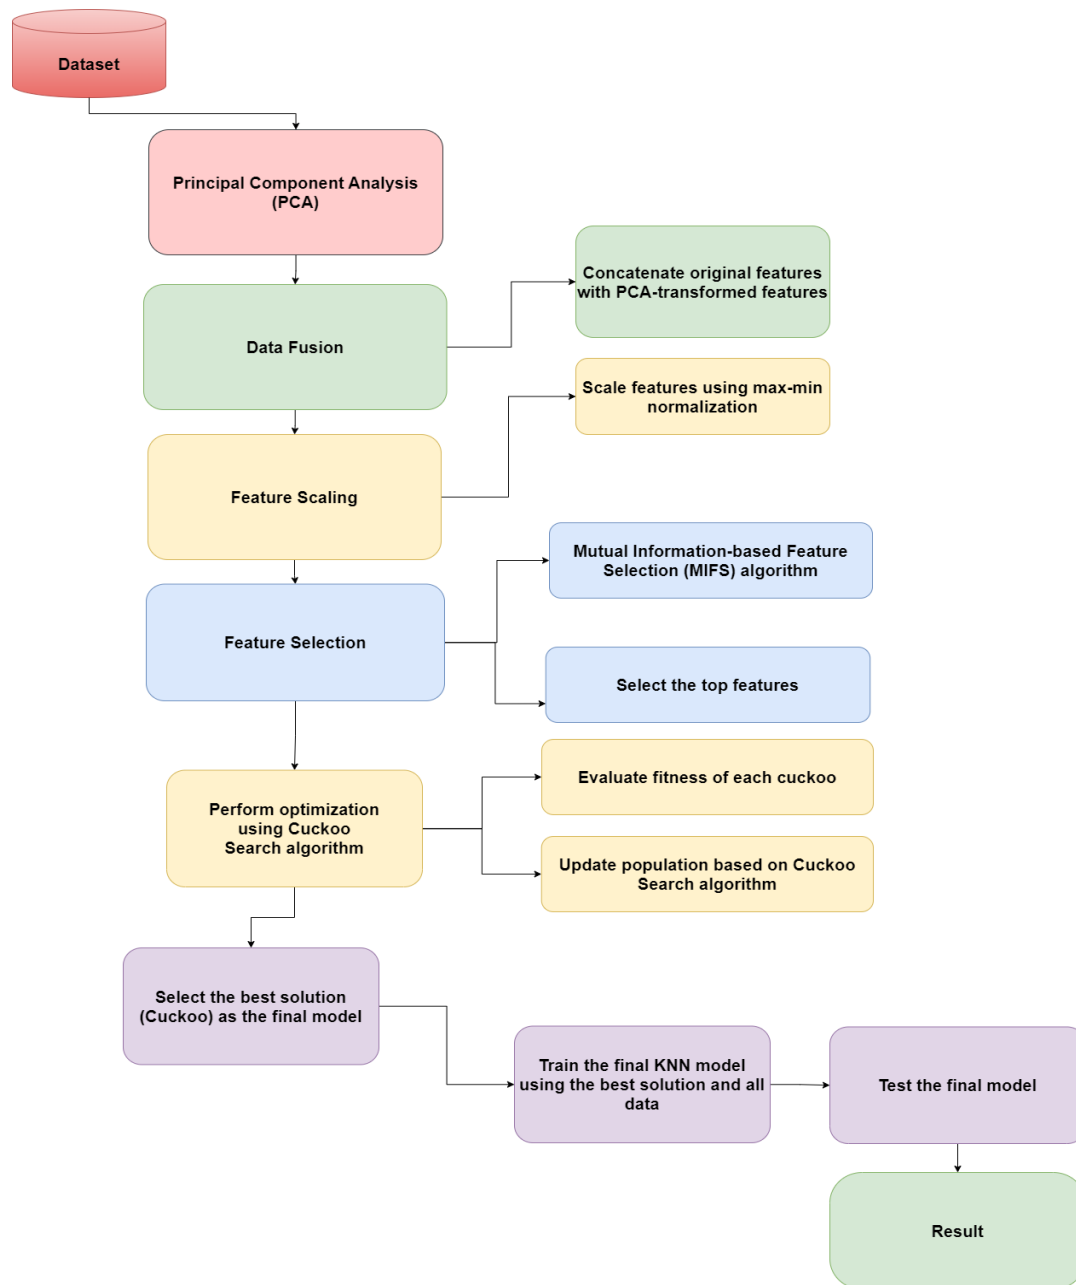 Dataset
Principal Component Analysis
(PCA)
Concatenate original features
with PCA-transformed features
Data Fusion
Scale features using max-min
normalization
Feature Scaling
Mutual Information-based Feature
Selection (MIFS) algorithm
Feature Selection
Select the top features
Evaluate fitness of each cuckoo
Perform optimization
using Cuckoo
Search algorithm
Update population based on Cuckoo
Search algorithm
Select the best solution
(Cuckoo) as the final model
Train the final KNN model
using the best solution and all
data
Test the final model
Result